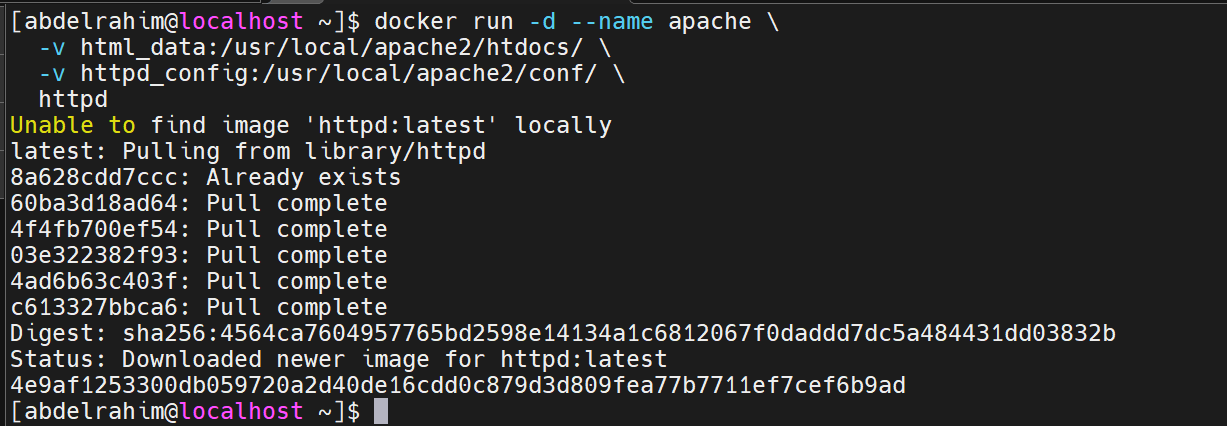 [abdelrahim@localhost ~]$ docker run -d --name apache \
  -v html_data:/usr/local/apache2/htdocs/ \
  -v httpd_config:/usr/local/apache2/conf/ \
  httpd
Unable to find image 'httpd:latest' locally
latest: Pulling from library/httpd
8a628cdd7ccc: Already exists
60ba3d18ad64: Pull complete
4f4fb700ef54: Pull complete
03e322382f93: Pull complete
4ad6b63c403f: Pull complete
c613327bbca6: Pull complete
Digest: sha256:4564ca7604957765bd2598e14134a1c6812067f0daddd7dc5a484431dd03832b
Status: Downloaded newer image for httpd:latest
4e9af1253300db059720a2d40de16cdd0c879d3d809fea77b7711ef7cef6b9ad
[abdelrahim@localhost ~]$